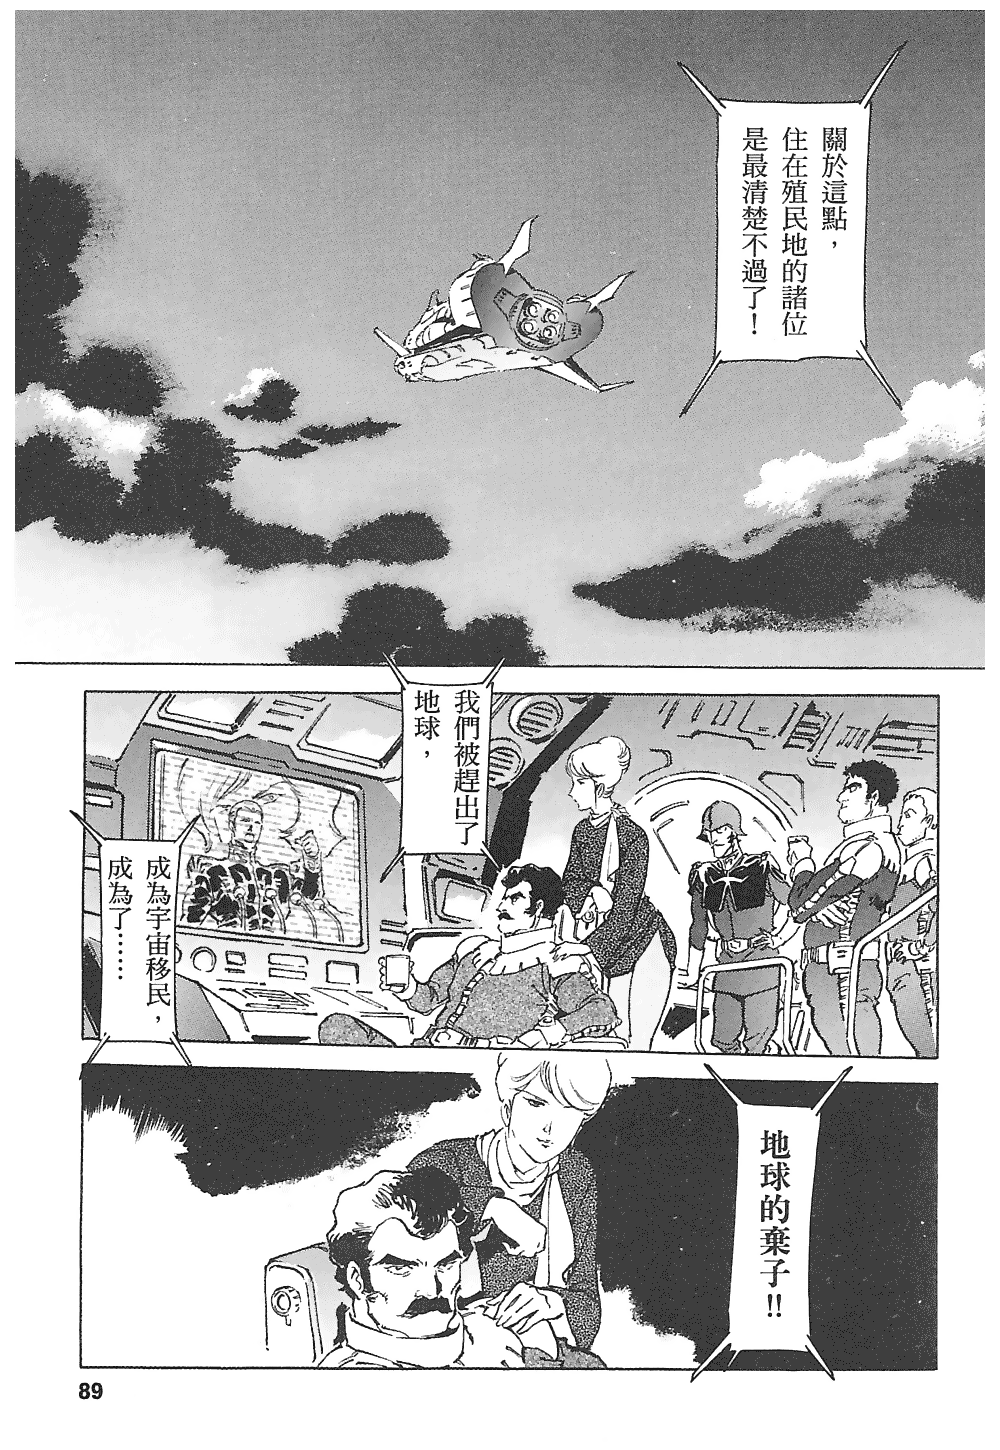 關於這點，
住在殖民地的諸位
是最清楚不過了！
我們被趕出了
地球，
成為宇宙移民，
成為了……
地球的棄子!!
89